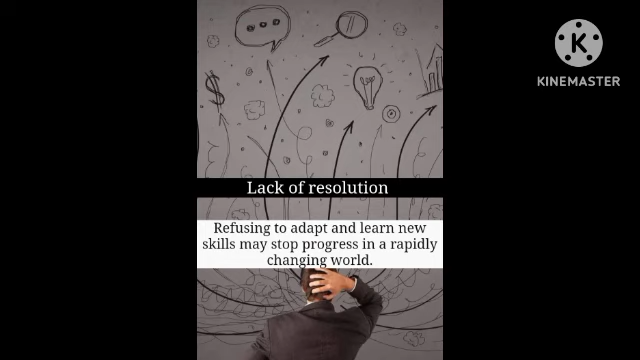 KINEMASTER
Lack of resolution
Refusing to adapt and learn new
skills may stop progress in a rapidly
changing world.